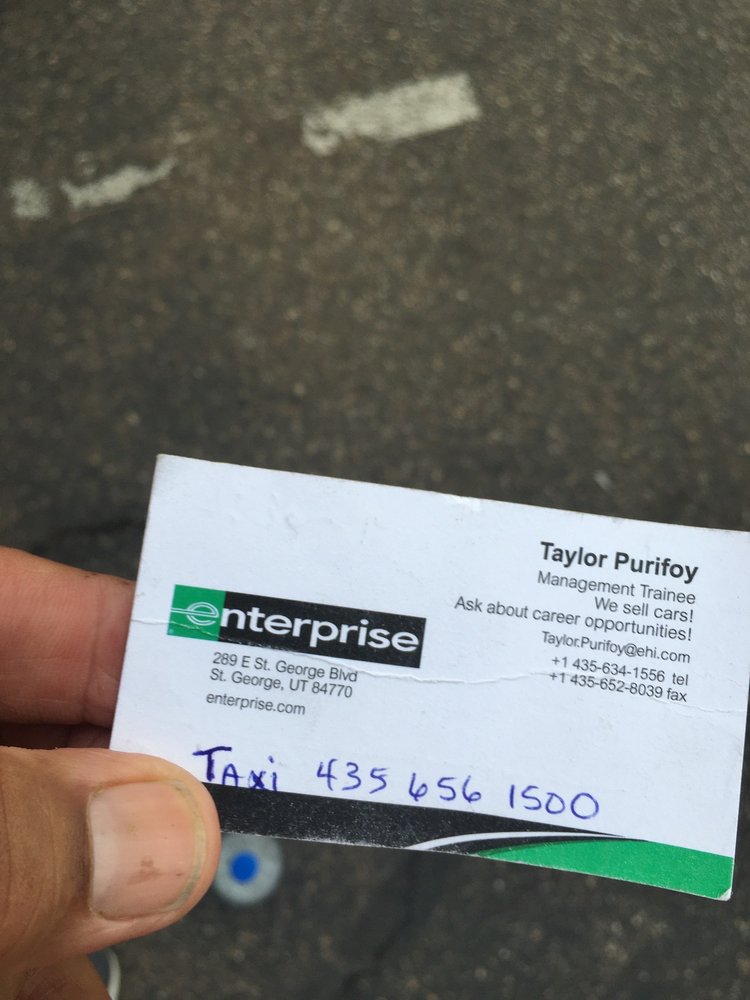 Taylor Purifoy
Management Trainee
We sell cars!
Ask about career opportunities!
Taylor.Purifoy@ehi.com
+1 435-634-1556 tel
+1 435-652-8039 fax
enterprise
289 E St. George Blvd
St. George, UT 84770
enterprise.com
TAxi 435 656 1500